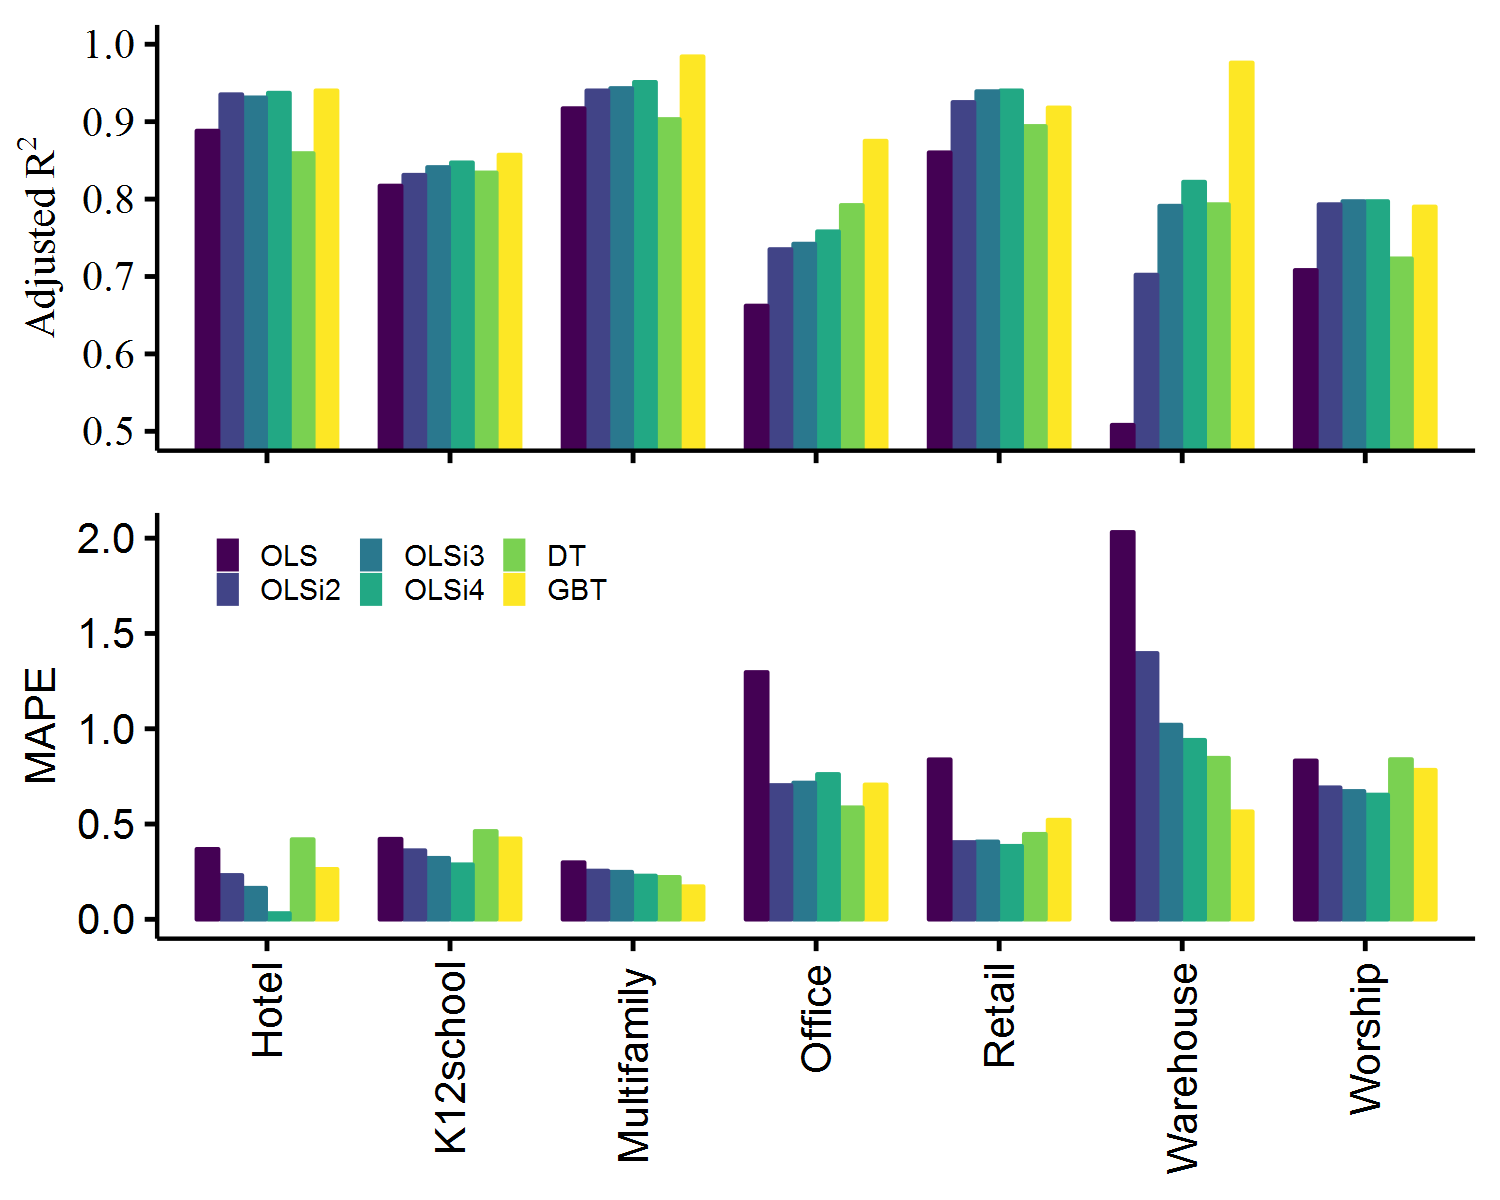 Adjusted R²
1.0
0.9
0.8
0.7
0.6
0.5
MAPE
2.0
1.5
1.0
0.5
0.0
OLS OLSi3 DT
OLSi2 OLSi4 GBT
Hotel
K12school
Multifamily
Office
Retail
Warehouse
Worship